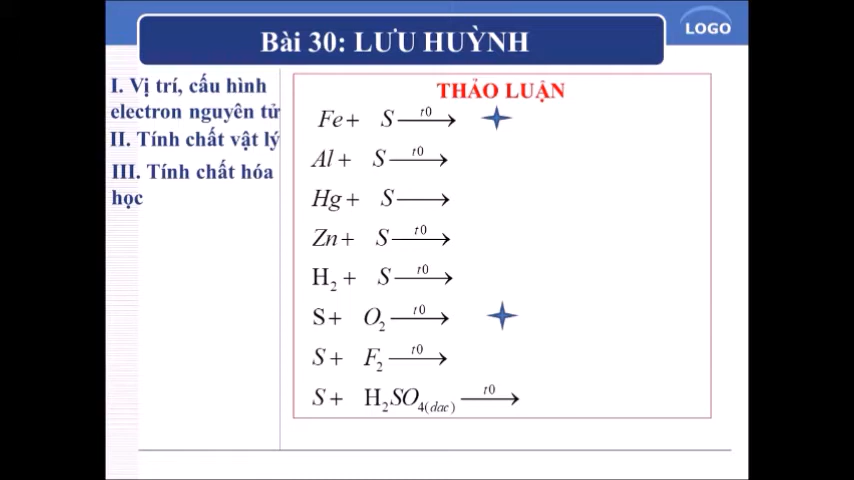 LOGO
Bài 30: LƯU HUỲNH
I. Vị trí, cấu hình
electron nguyên tử
II. Tính chất vật lý
III. Tính chất hóa
học
THẢO LUẬN
Fe + S —t0→
Al + S —t0→
Hg + S ⟶
Zn + S —t0→
H₂ + S —t0→
S + O₂ —t0→
S + F₂ —t0→
S + H₂SO₄₍dac₎ —t0→